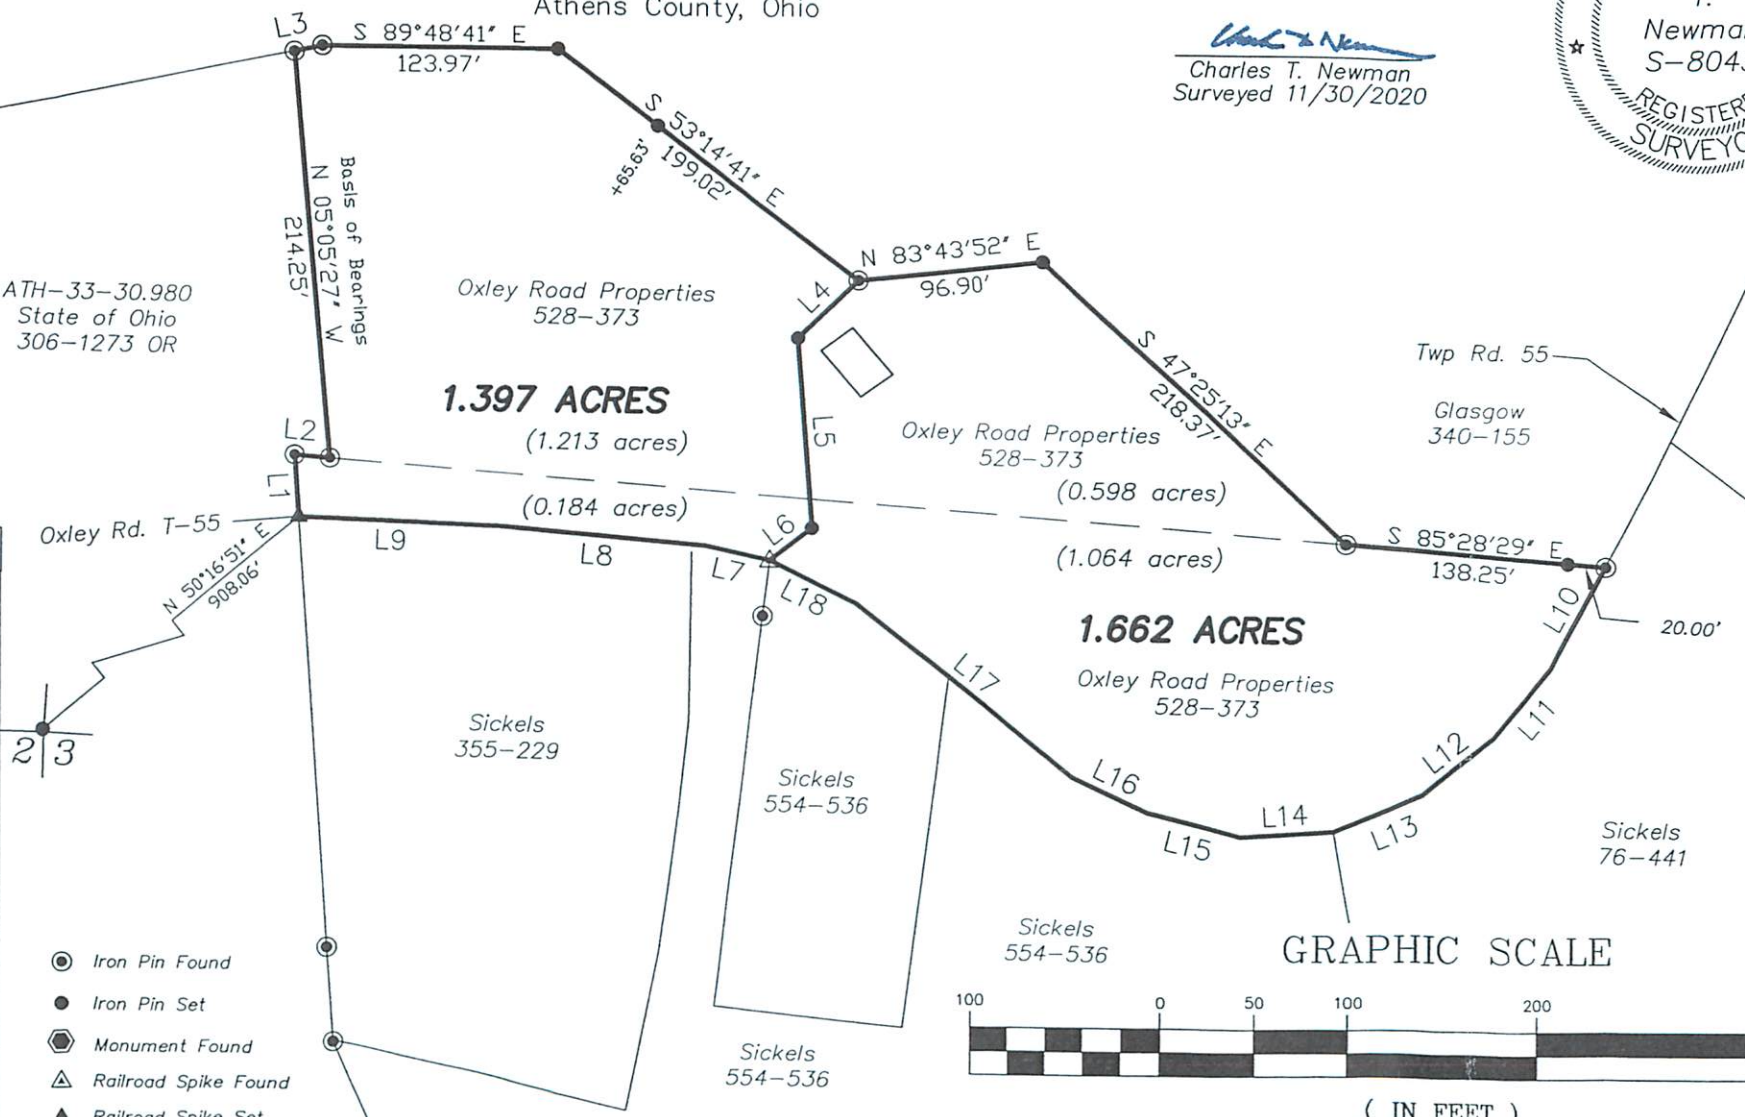 Athens County, Ohio
Charles T. Newman
Surveyed 11/30/2020
T.
REGISTERED
L3
S 89°48'41" E
123.97'
S 53°14'41" E
199.02'
+65.63'
Basis of Bearings
N 05°05'27" W
214.25'
ATH-33-30.980
State of Ohio
306-1273 OR
Oxley Road Properties
528-373
N 83°43'52" E
96.90'
L4
L5
S 47°25'13" E
218.37'
Twp Rd. 55
Glasgow
340-155
1.397 ACRES
(1.213 acres)
L2
L1
Oxley Road Properties
528-373
(0.598 acres)
(0.184 acres)
Oxley Rd. T-55
N 50°16'51" E
908.06'
L9
L8
L7
L6
L18
(1.064 acres)
S 85°28'29" E
138.25'
20.00'
L10
1.662 ACRES
Oxley Road Properties
528-373
L17
L11
L12
L16
L14
L15
L13
2 3
Sickels
355-229
Sickels
554-536
Sickels
76-441
Sickels
554-536
Sickels
554-536
Iron Pin Found
Iron Pin Set
Monument Found
Railroad Spike Found
Railroad Spike Set
GRAPHIC SCALE
100 0 50 100 200
( IN FEET )